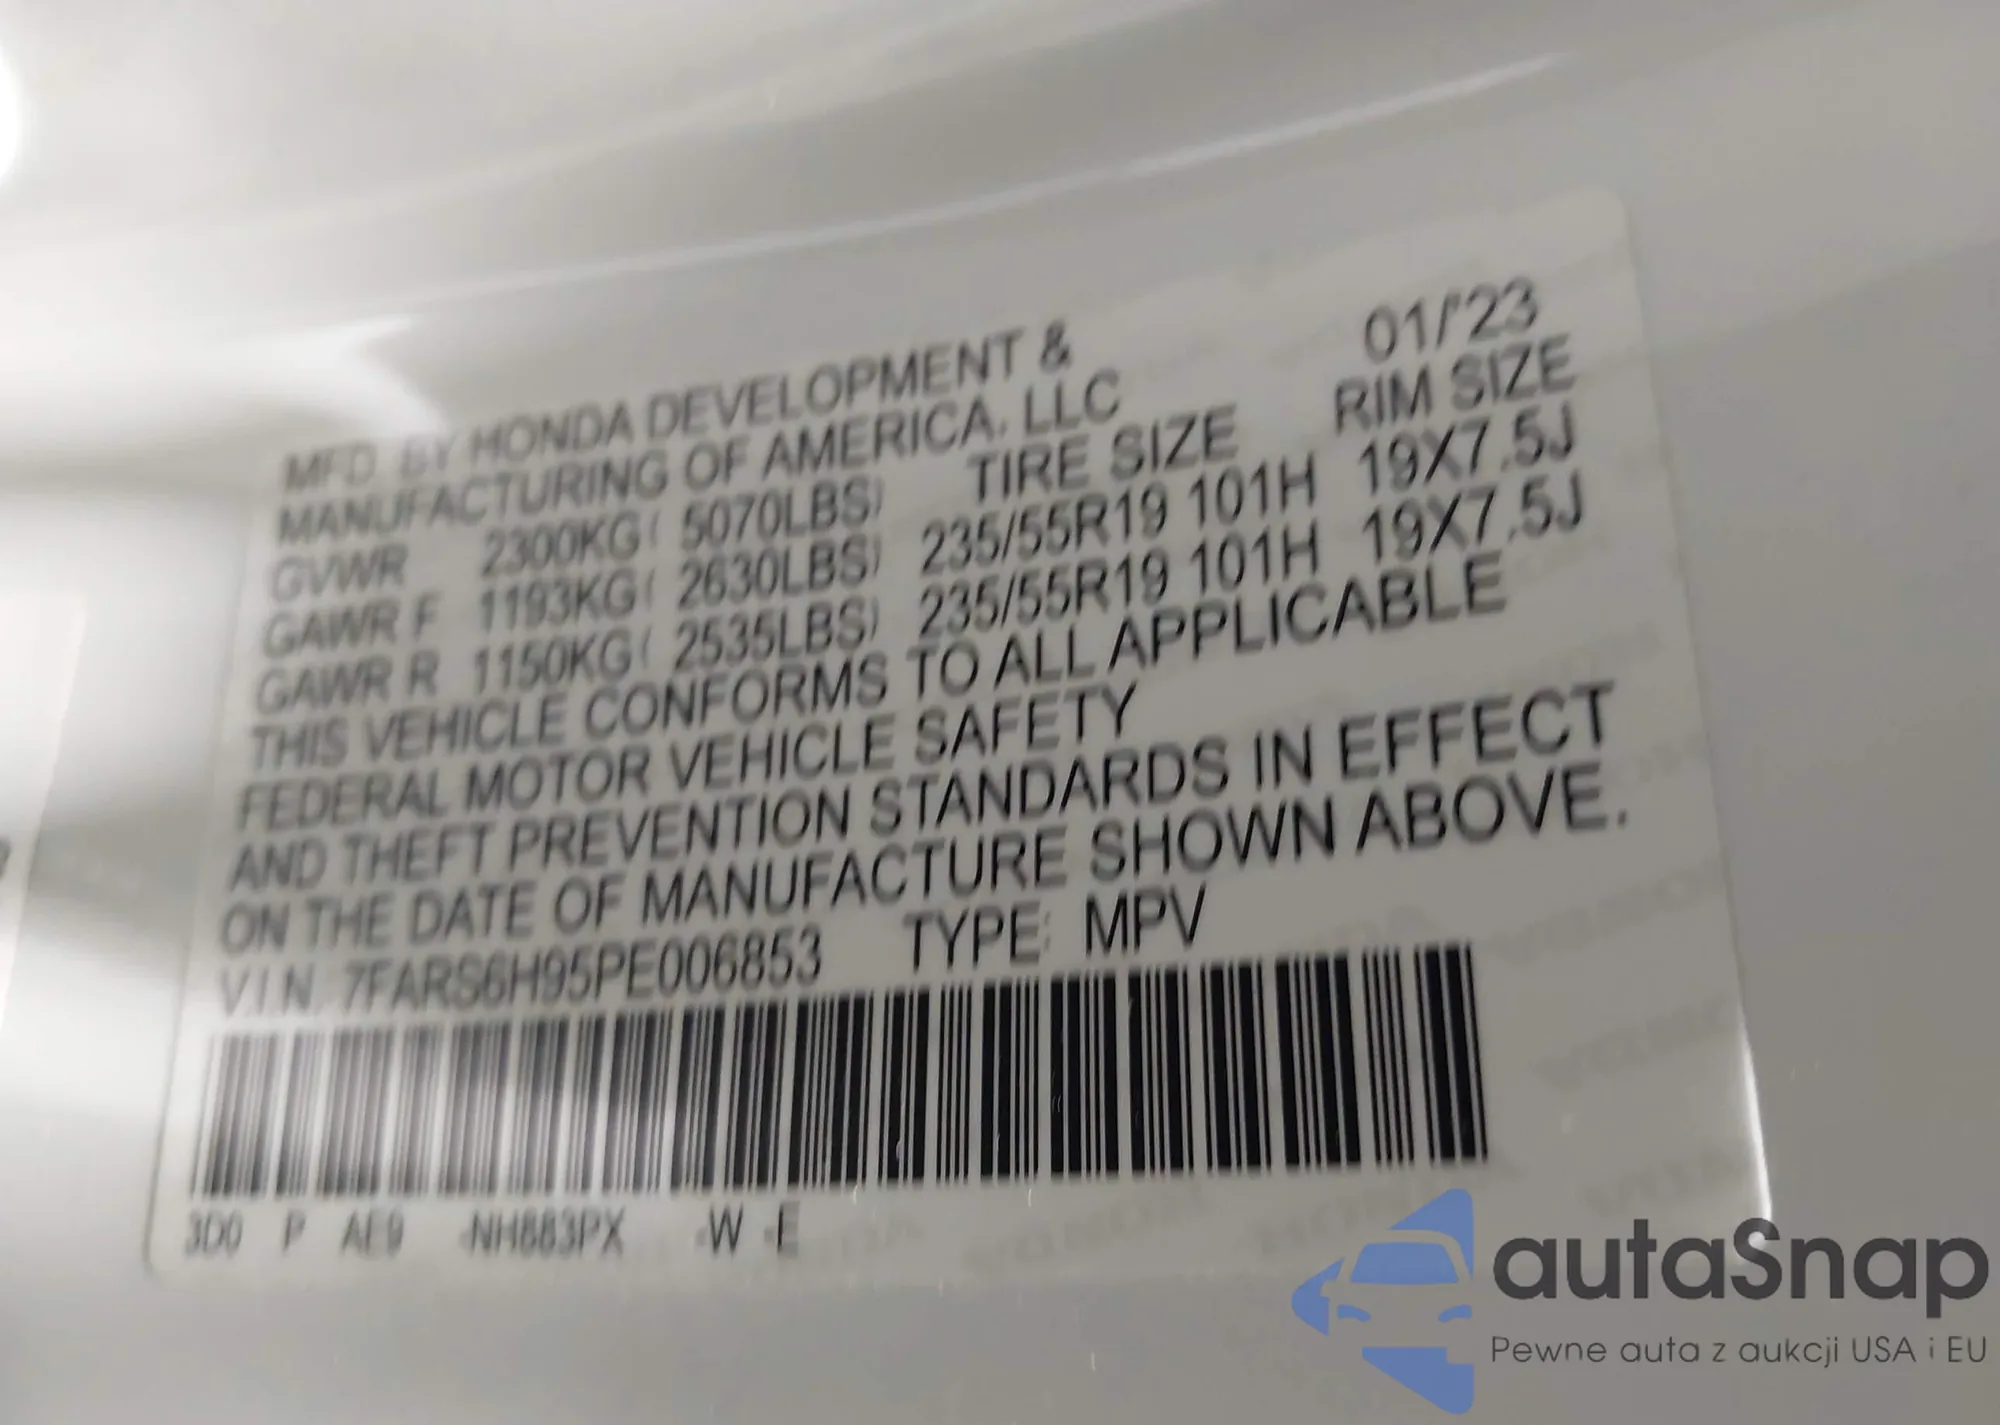 MFD. BY HONDA DEVELOPMENT & 01/'23
MANUFACTURING OF AMERICA, LLC RIM SIZE
GVWR 2300KG( 5070LBS) TIRE SIZE
GAWR F 1193KG( 2630LBS) 235/55R19 101H 19X7.5J
GAWR R 1150KG( 2535LBS) 235/55R19 101H 19X7.5J
THIS VEHICLE CONFORMS TO ALL APPLICABLE
FEDERAL MOTOR VEHICLE SAFETY
AND THEFT PREVENTION STANDARDS IN EFFECT
ON THE DATE OF MANUFACTURE SHOWN ABOVE.
V.I.N. 7FARS6H95PE006853 TYPE: MPV
3D0 P AE9 -NH883PX -W -E
autaSnap
Pewne auta z aukcji USA i EU